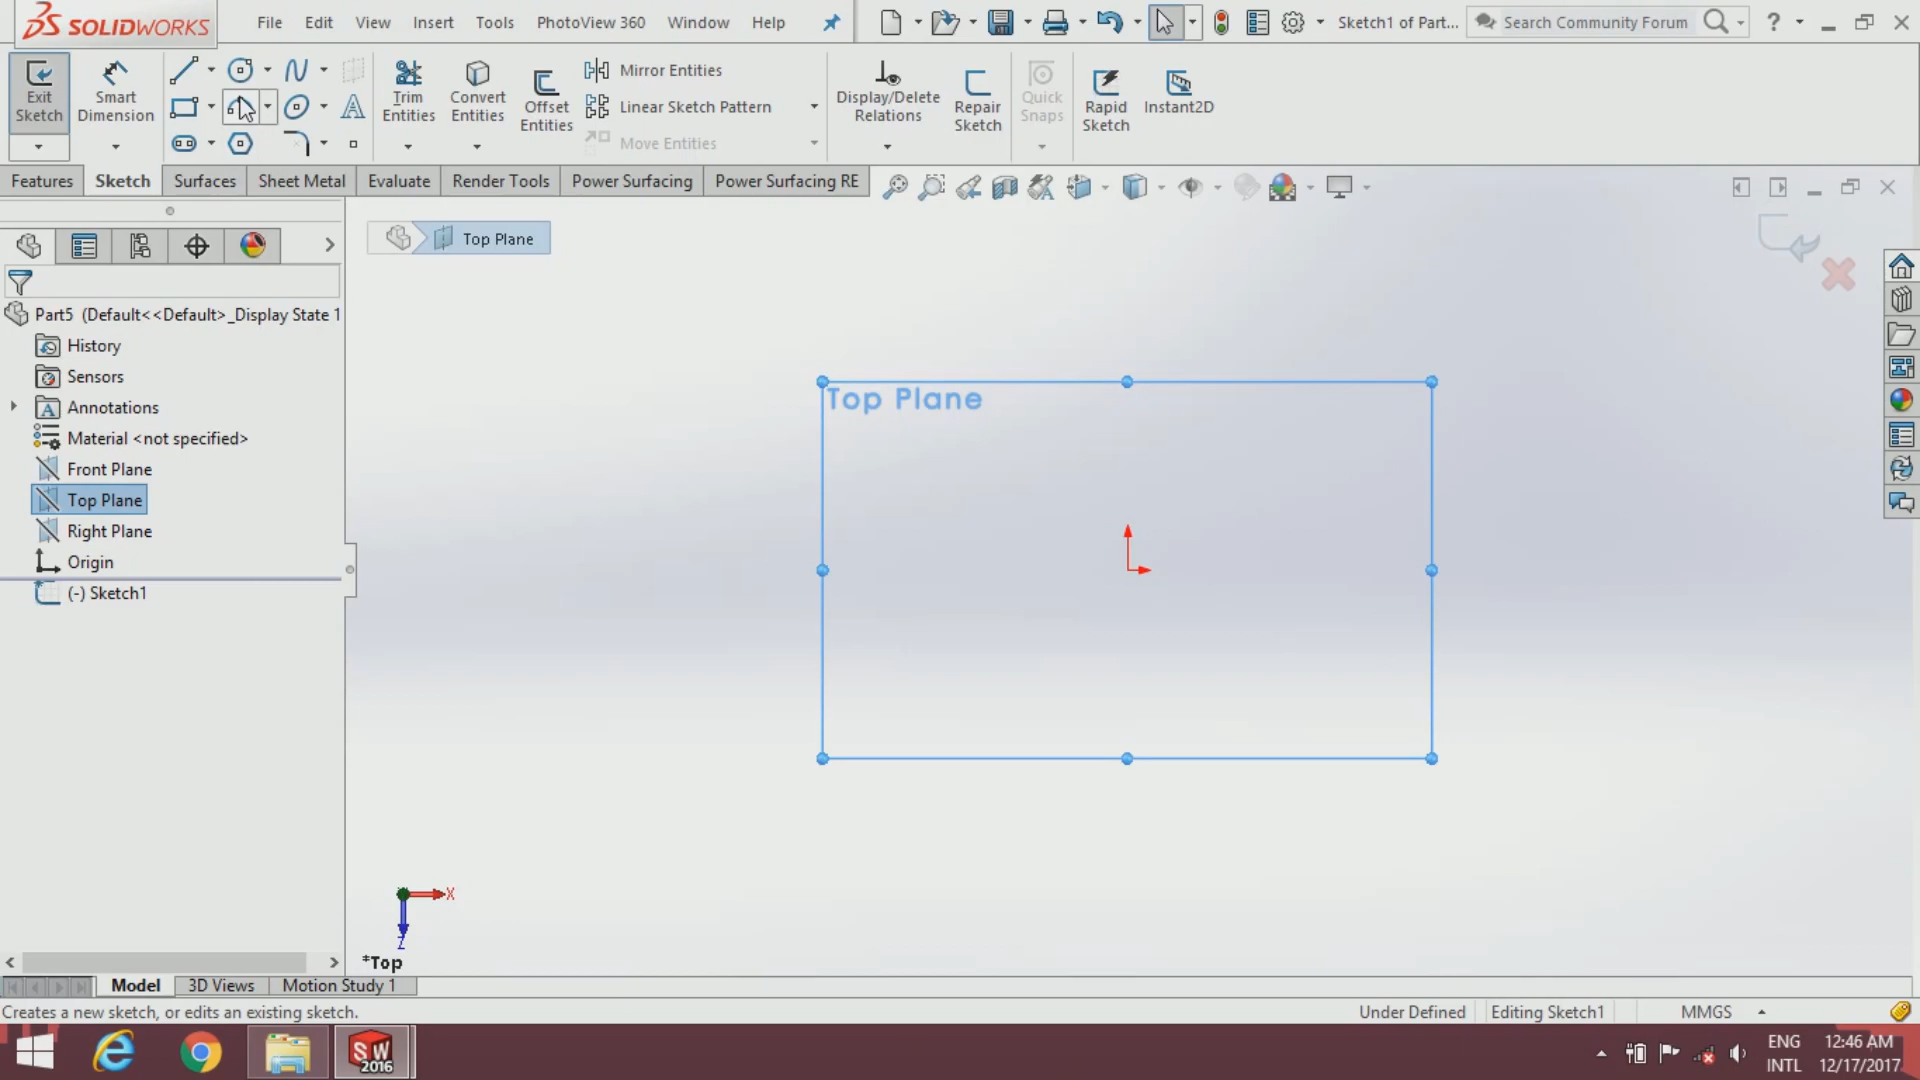 SOLIDWORKS
File Edit View Insert Tools PhotoView 360 Window Help
Sketch1 of Part...
Search Community Forum
Exit Sketch
Smart Dimension
Trim Entities
Convert Entities
Offset Entities
Mirror Entities
Linear Sketch Pattern
Move Entities
Display/Delete Relations
Repair Sketch
Quick Snaps
Rapid Sketch
Instant2D
Features Sketch Surfaces Sheet Metal Evaluate Render Tools Power Surfacing Power Surfacing RE
Top Plane
Part5 (Default<<Default>_Display State 1
History
Sensors
Annotations
Material <not specified>
Front Plane
Top Plane
Right Plane
Origin
(-) Sketch1
Top Plane
X
Z
*Top
Model 3D Views Motion Study 1
Creates a new sketch, or edits an existing sketch.
Under Defined Editing Sketch1 MMGS
SW 2016
ENG 12:46 AM
INTL 12/17/2017